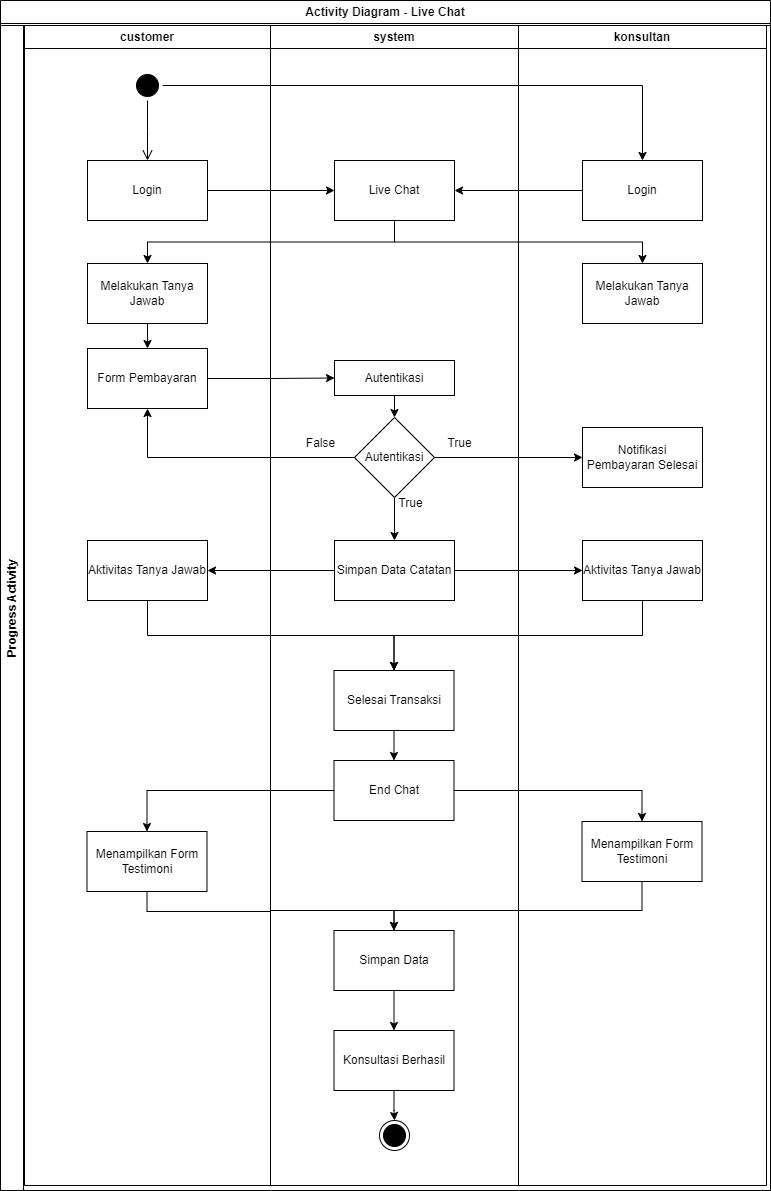 Activity Diagram - Live Chat
customer
system
konsultan
Progress Activity
Login
Live Chat
Login
Melakukan Tanya
Jawab
Melakukan Tanya
Jawab
Form Pembayaran
Autentikasi
False
Autentikasi
True
Notifikasi
Pembayaran Selesai
True
Aktivitas Tanya Jawab
Simpan Data Catatan
Aktivitas Tanya Jawab
Selesai Transaksi
End Chat
Menampilkan Form
Testimoni
Menampilkan Form
Testimoni
Simpan Data
Konsultasi Berhasil